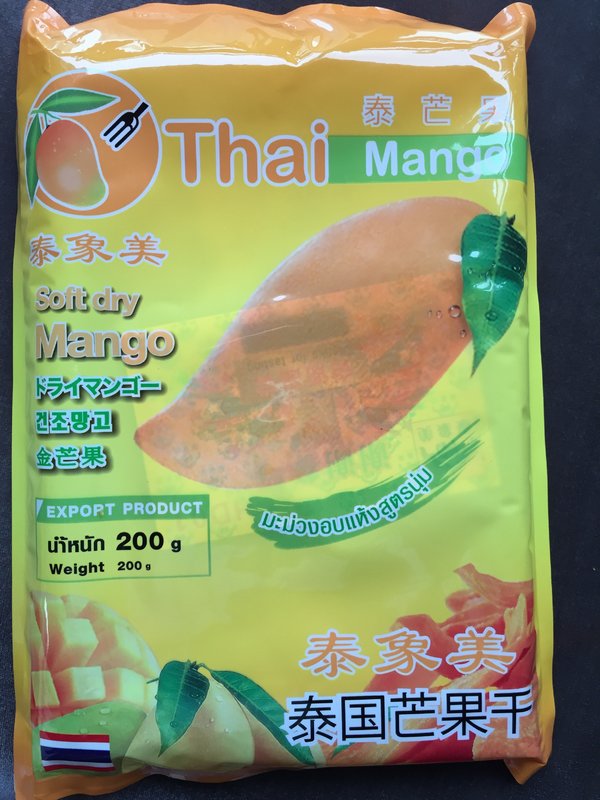 泰芒果
Thai Mango
泰象美
Soft dry
Mango
ドライマンゴー
건조망고
金芒果
มะม่วงอบแห้งสูตรนุ่ม
EXPORT PRODUCT
น้ำหนัก 200 g
Weight 200 g
泰象美
泰国芒果干